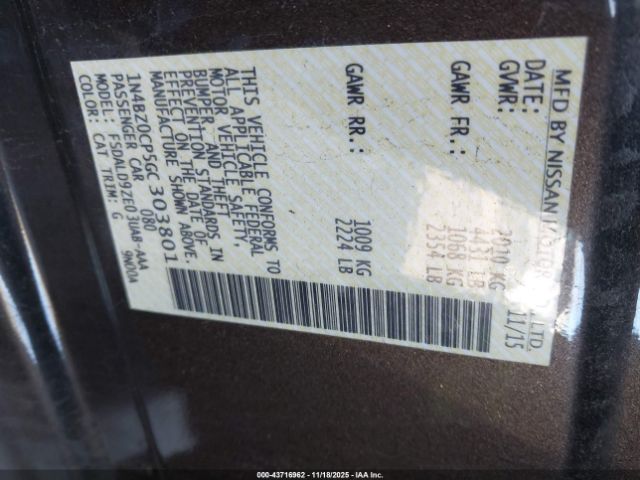 MFD BY NISSAN MOTOR CO., LTD.
DATE: 11/15
GVWR: 2010 KG
4431 LB
GAWR FR.: 1068 KG
2354 LB
GAWR RR.: 1009 KG
2224 LB
THIS VEHICLE CONFORMS TO
ALL APPLICABLE FEDERAL
MOTOR VEHICLE SAFETY,
BUMPER, AND THEFT
PREVENTION STANDARDS IN
EFFECT ON THE DATE OF
MANUFACTURE SHOWN ABOVE.
1N4BZ0CP5GC303801
PASSENGER CAR 080
MODEL: FSDALD9ZE03UAB-AAA
COLOR: CAT TRIM: G 9N00A
000-43716962 - 11/18/2025 - IAA Inc.